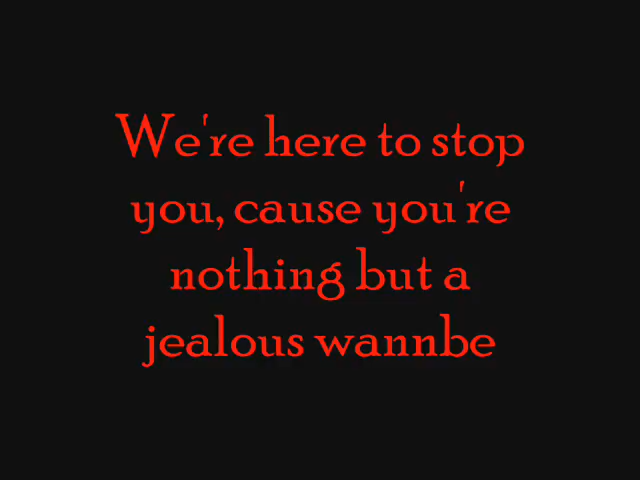 We're here to stop
you, cause you're
nothing but a
jealous wannbe